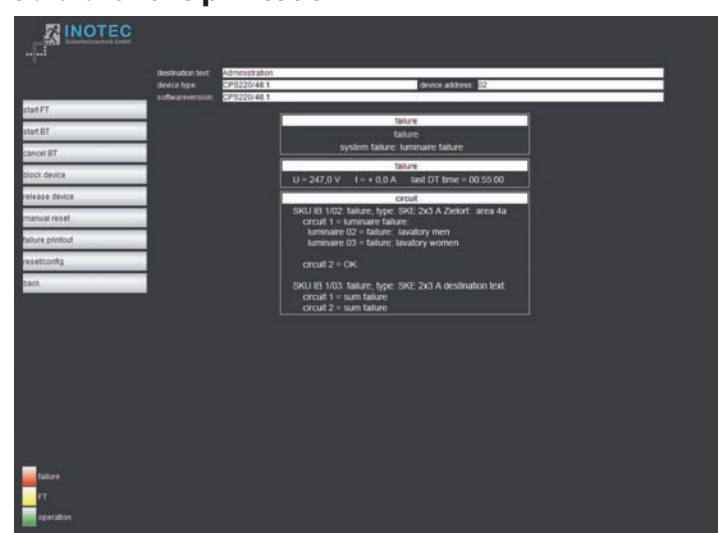 INOTEC
Sicherheitstechnik GmbH
destination text: Administration
device type: CPS220/48.1 device address: 02
softwareversion: CPS220/48.1
start FT
start BT
cancel BT
block device
release device
manual reset
failure printout
reset/config
back
failure
failure
system failure: luminaire failure
failure
U = 247,0 V I = + 0,0 A last DT time = 00:55:00
circuit
SKU IB 1/02: failure, type: SKE 2x3 A Zielort: area 4a
circuit 1 = luminaire failure:
luminaire 02 = failure: lavatory men
luminaire 03 = failure: lavatory women
circuit 2 = OK:
SKU IB 1/03: failure, type: SKE 2x3 A destination text:
circuit 1 = sum failure
circuit 2 = sum failure
failure
FT
operation